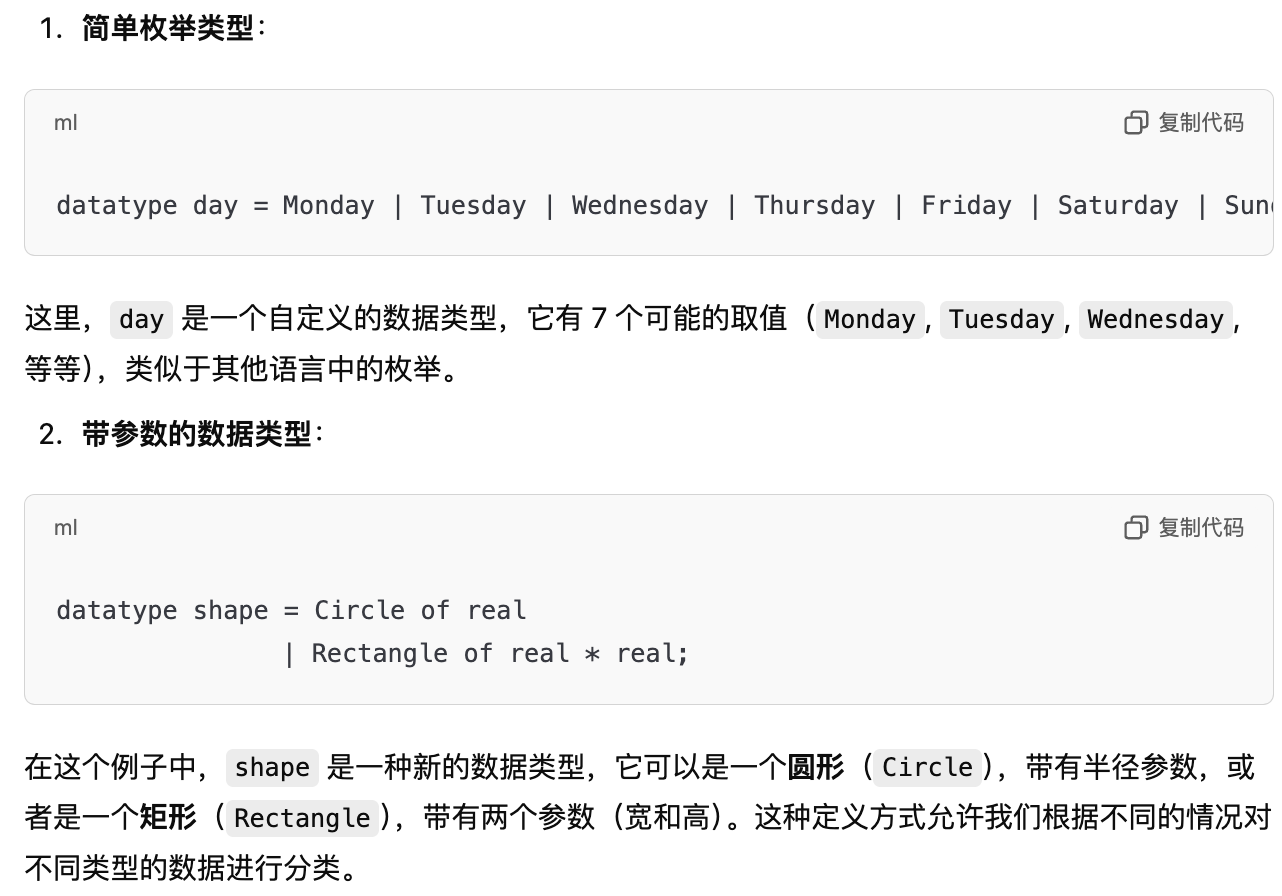 1. 简单枚举类型：
ml 复制代码
datatype day = Monday | Tuesday | Wednesday | Thursday | Friday | Saturday | Sun
这里，day 是一个自定义的数据类型，它有 7 个可能的取值（Monday, Tuesday, Wednesday,
等等），类似于其他语言中的枚举。
2. 带参数的数据类型：
ml 复制代码
datatype shape = Circle of real
| Rectangle of real * real;
在这个例子中，shape 是一种新的数据类型，它可以是一个圆形（Circle），带有半径参数，或
者是一个矩形（Rectangle），带有两个参数（宽和高）。这种定义方式允许我们根据不同的情况对
不同类型的数据进行分类。